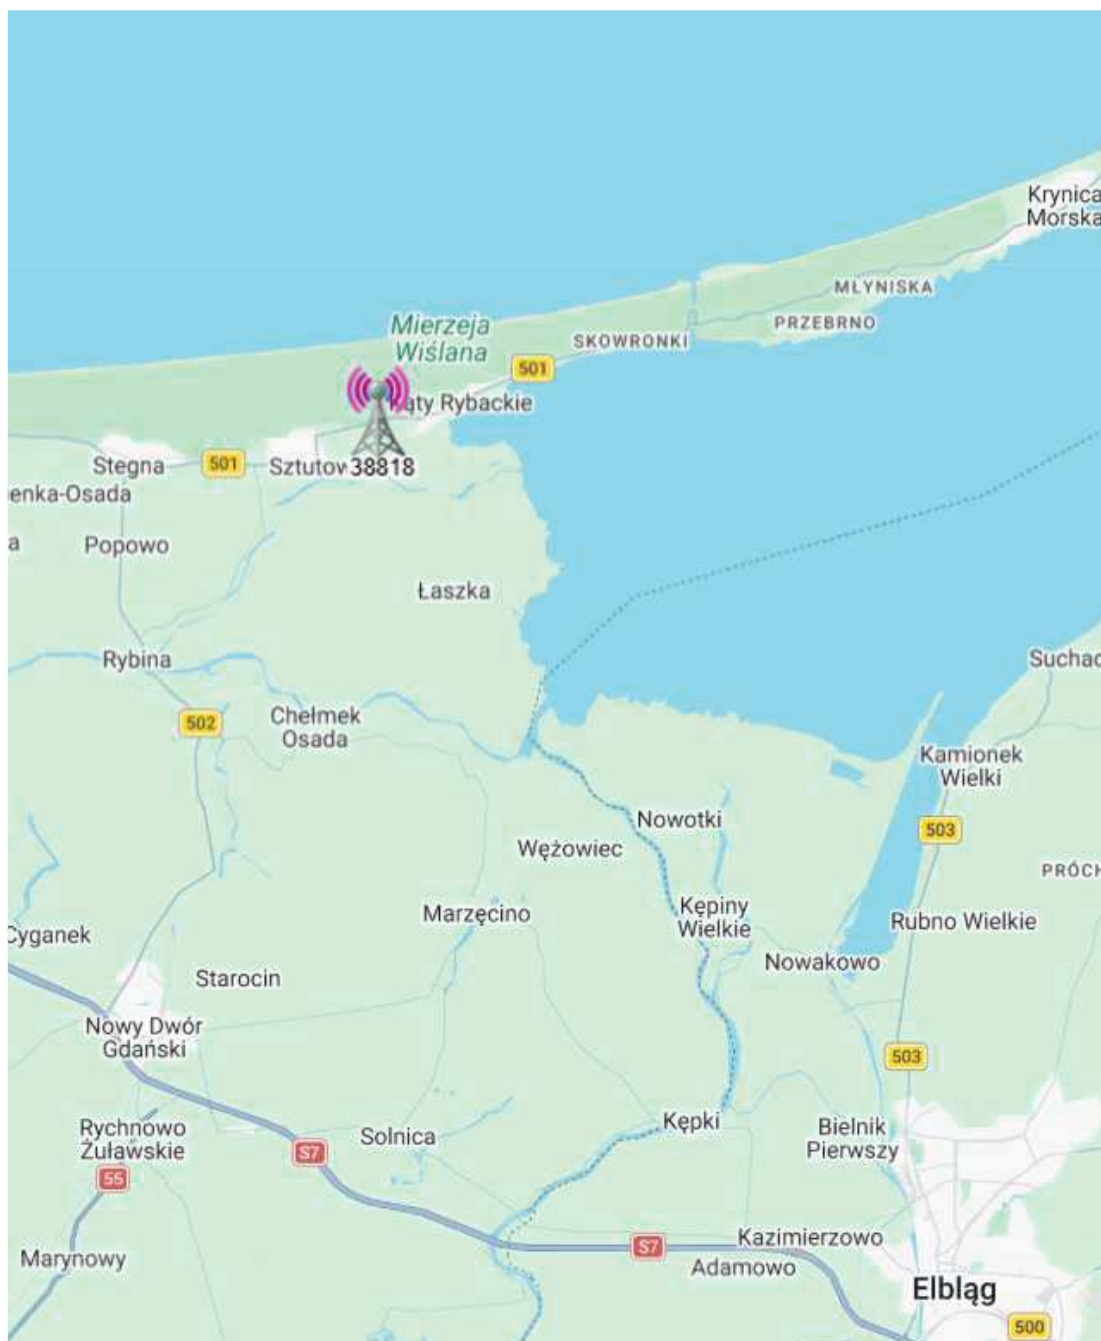 Krynica
Morska
MŁYNISKA
PRZEBRNO
Mierzeja
Wiślana
SKOWRONKI
501
Kąty Rybackie
Stegna
501
Sztutow
38818
enka-Osada
a
Popowo
Łaszka
Rybina
Suchac
502
Chełmek
Osada
Kamionek
Wielki
Nowotki
503
Wężowiec
PRÓCH
Marzęcino
Kępiny
Wielkie
Rubno Wielkie
Cyganek
Nowakowo
Starocin
Nowy Dwór
Gdański
503
Rychnowo
Żuławskie
Solnica
Kępki
Bielnik
Pierwszy
S7
55
Kazimierzowo
S7
Marynowy
Adamowo
Elbląg
500